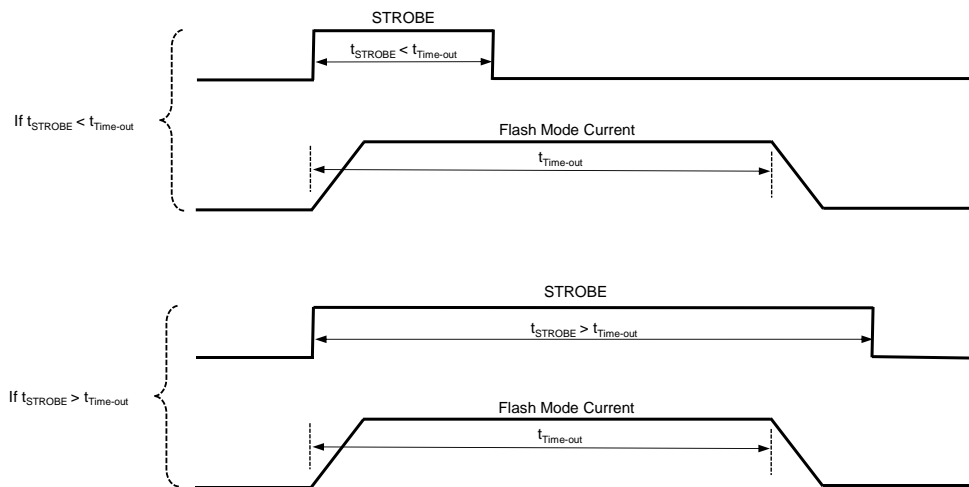 STROBE
tSTROBE < tTime-out
If tSTROBE < tTime-out
Flash Mode Current
tTime-out
STROBE
tSTROBE > tTime-out
If tSTROBE > tTime-out
Flash Mode Current
tTime-out